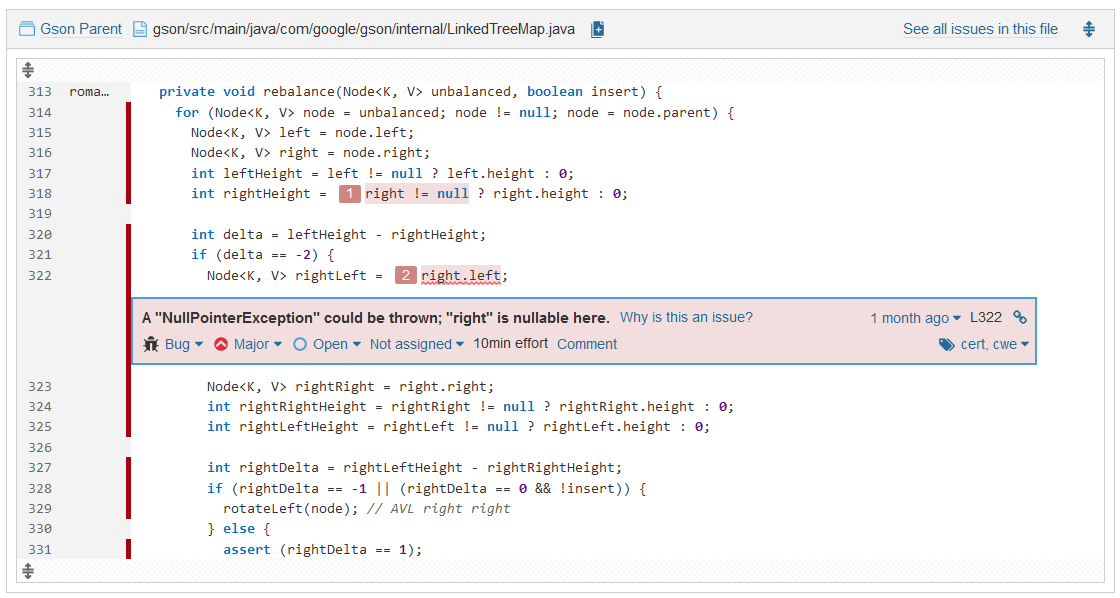 Gson Parent gson/src/main/java/com/google/gson/internal/LinkedTreeMap.java See all issues in this file
313 roma… private void rebalance(Node<K, V> unbalanced, boolean insert) {
314 for (Node<K, V> node = unbalanced; node != null; node = node.parent) {
315 Node<K, V> left = node.left;
316 Node<K, V> right = node.right;
317 int leftHeight = left != null ? left.height : 0;
318 int rightHeight = 1 right != null ? right.height : 0;
319
320 int delta = leftHeight - rightHeight;
321 if (delta == -2) {
322 Node<K, V> rightLeft = 2 right.left;
A "NullPointerException" could be thrown; "right" is nullable here. Why is this an issue? 1 month ago L322
Bug Major Open Not assigned 10min effort Comment cert, cwe
323 Node<K, V> rightRight = right.right;
324 int rightRightHeight = rightRight != null ? rightRight.height : 0;
325 int rightLeftHeight = rightLeft != null ? rightLeft.height : 0;
326
327 int rightDelta = rightLeftHeight - rightRightHeight;
328 if (rightDelta == -1 || (rightDelta == 0 && !insert)) {
329 rotateLeft(node); // AVL right right
330 } else {
331 assert (rightDelta == 1);